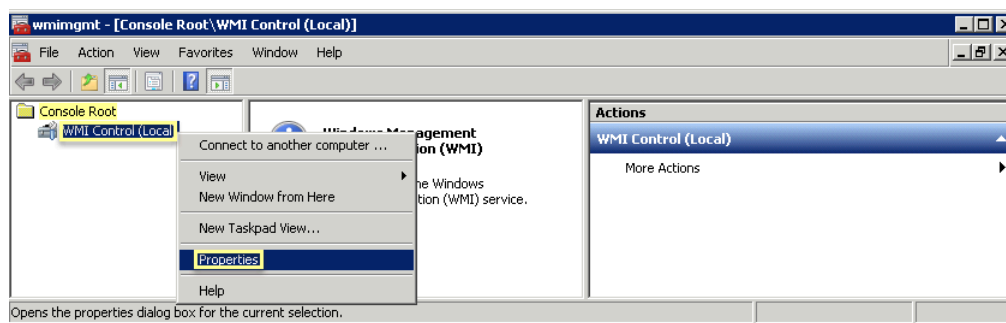 wmimgmt - [Console Root\WMI Control (Local)]
File Action View Favorites Window Help
Console Root
WMI Control (Local
Connect to another computer ...
View
New Window from Here
New Taskpad View...
Properties
Help
Windows Management
ion (WMI)
he Windows
tion (WMI) service.
Actions
WMI Control (Local)
More Actions
Opens the properties dialog box for the current selection.